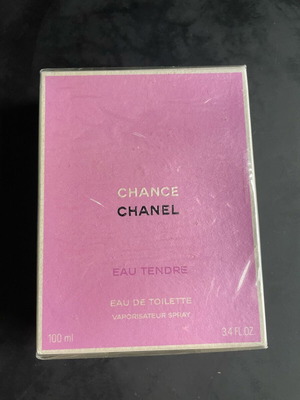 CHANCE
CHANEL
EAU TENDRE
EAU DE TOILETTE
VAPORISATEUR SPRAY
100 ml 3.4 FL. OZ.